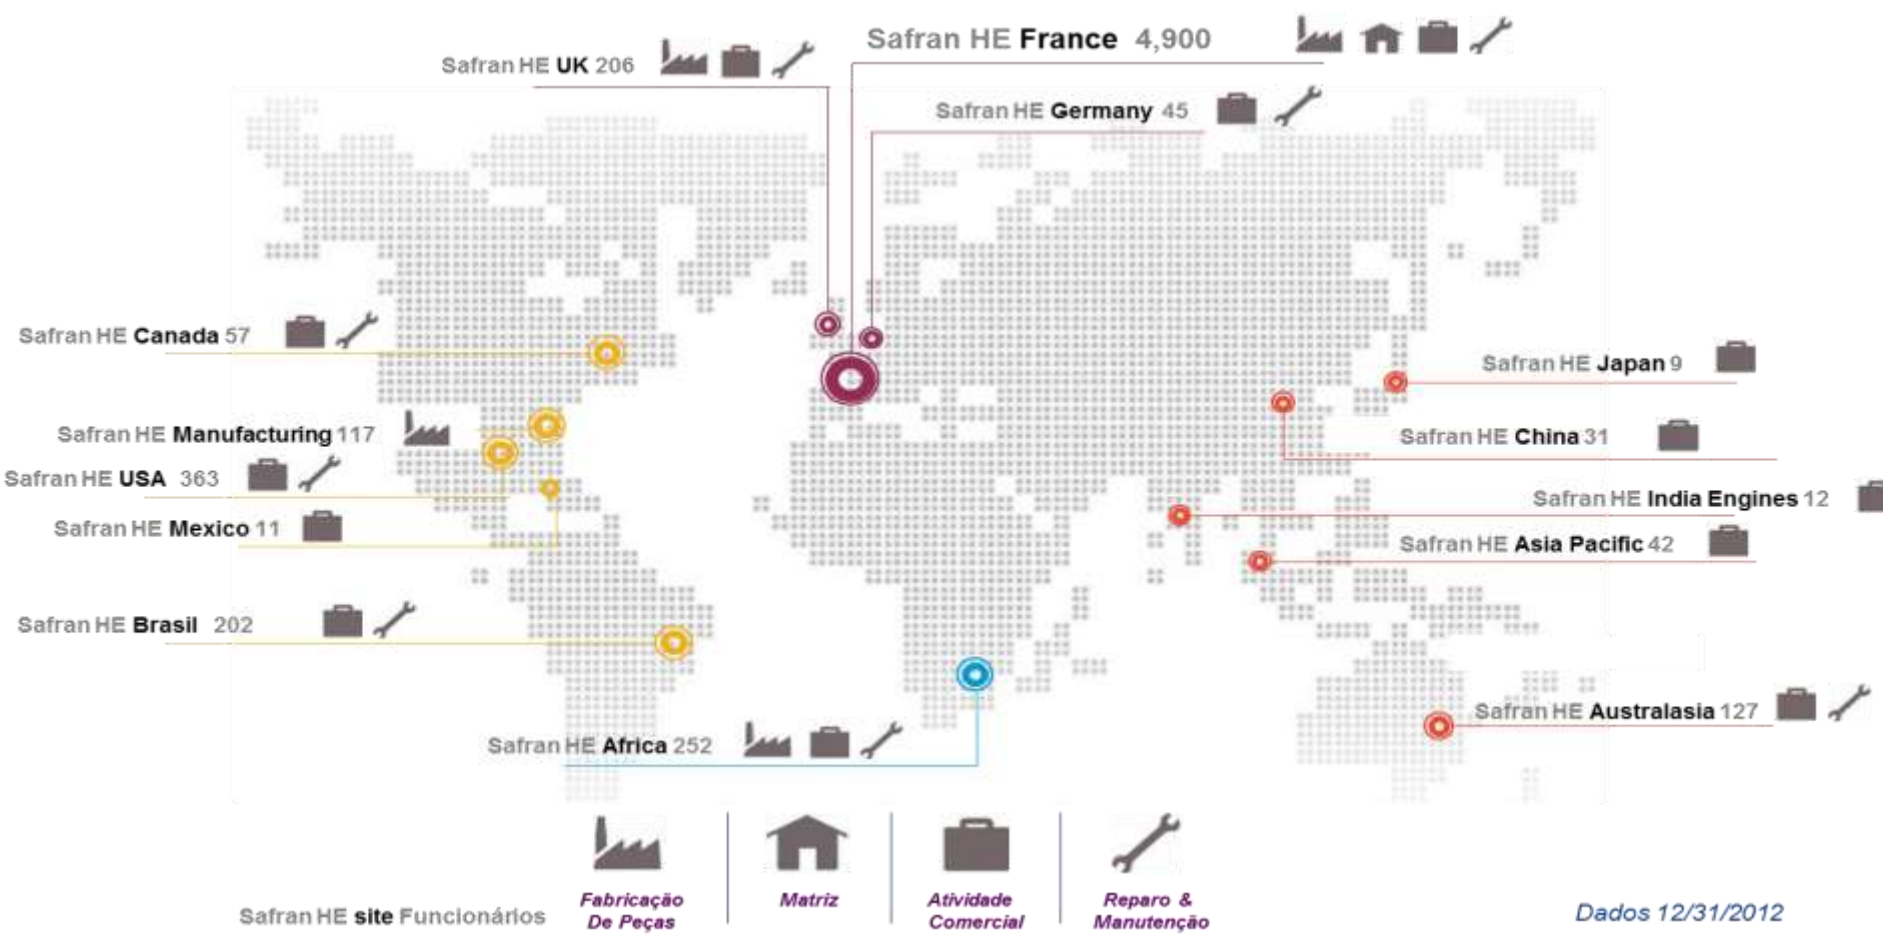 Safran HE France 4,900
Safran HE UK 206
Safran HE Germany 45
Safran HE Canada 57
Safran HE Japan 9
Safran HE Manufacturing 117
Safran HE China 31
Safran HE USA 363
Safran HE India Engines 12
Safran HE Mexico 11
Safran HE Asia Pacific 42
Safran HE Brasil 202
Safran HE Australasia 127
Safran HE Africa 252
Safran HE site Funcionários
Fabricação
De Peças
Matriz
Atividade
Comercial
Reparo &
Manutenção
Dados 12/31/2012